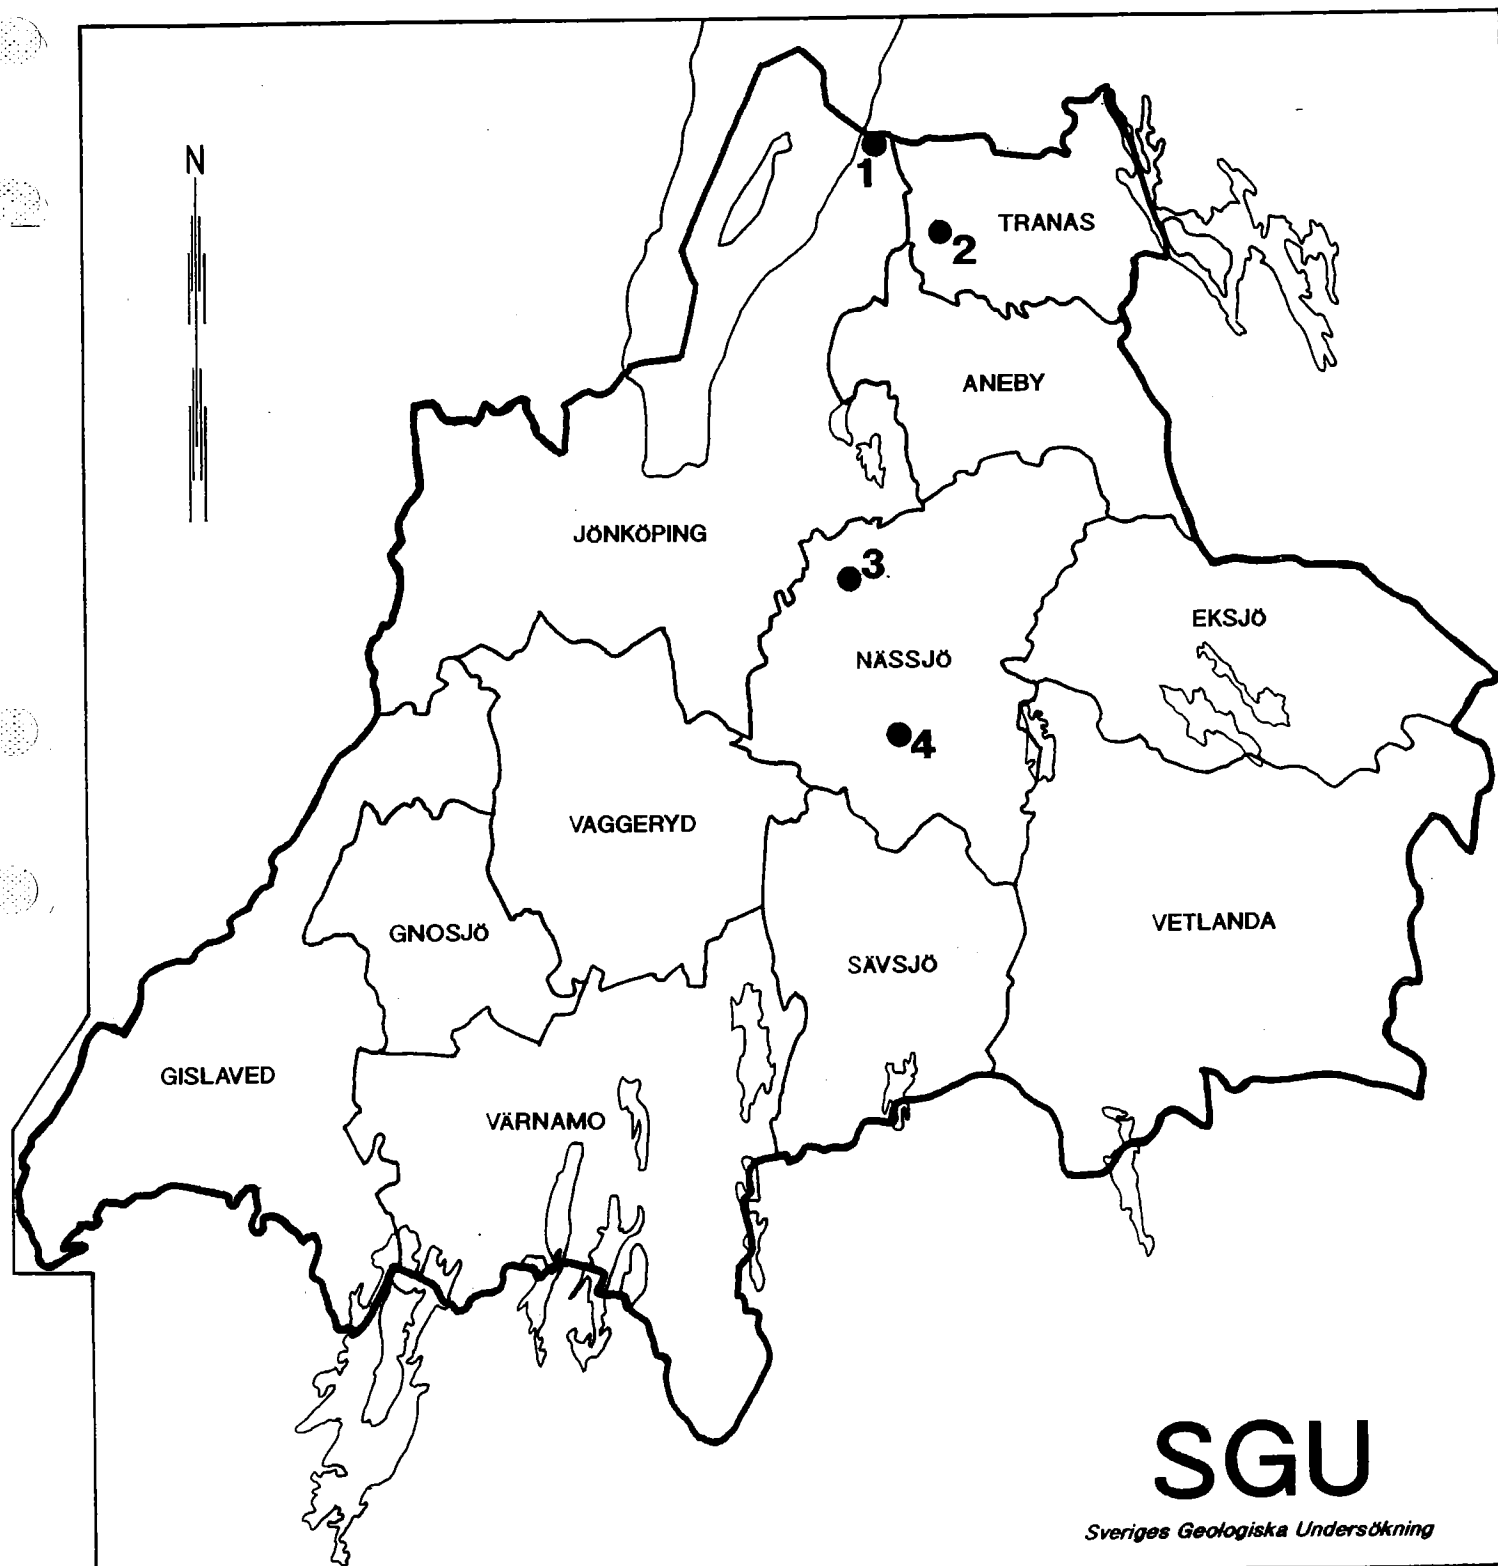 N
1
TRANAS
2
ANEBY
JÖNKÖPING
3
EKSJÖ
NÄSSJÖ
4
VAGGERYD
GNOSJÖ
VETLANDA
SÄVSJÖ
GISLAVED
VÄRNAMO
SGU
Sveriges Geologiska Undersökning